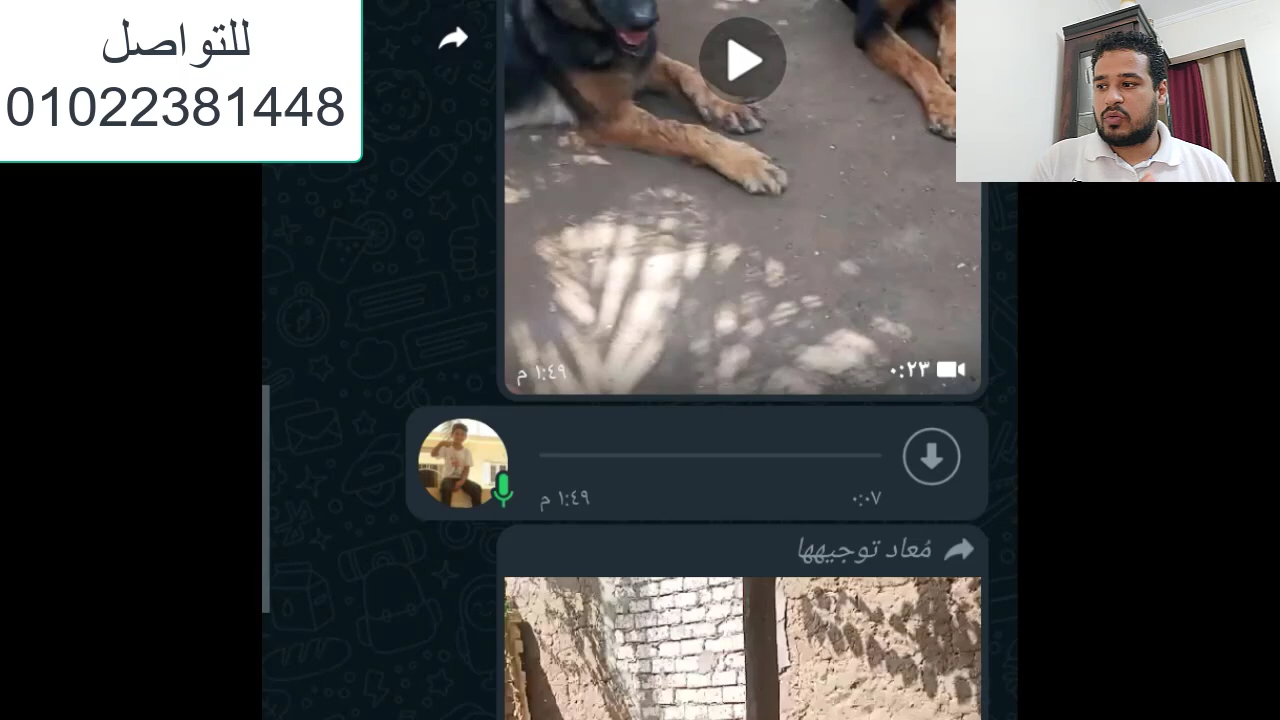 للتواصل
01022381448
١:٤٩ م
٠:٢٣
١:٤٩ م
٠:٠٧
مُعاد توجيهها